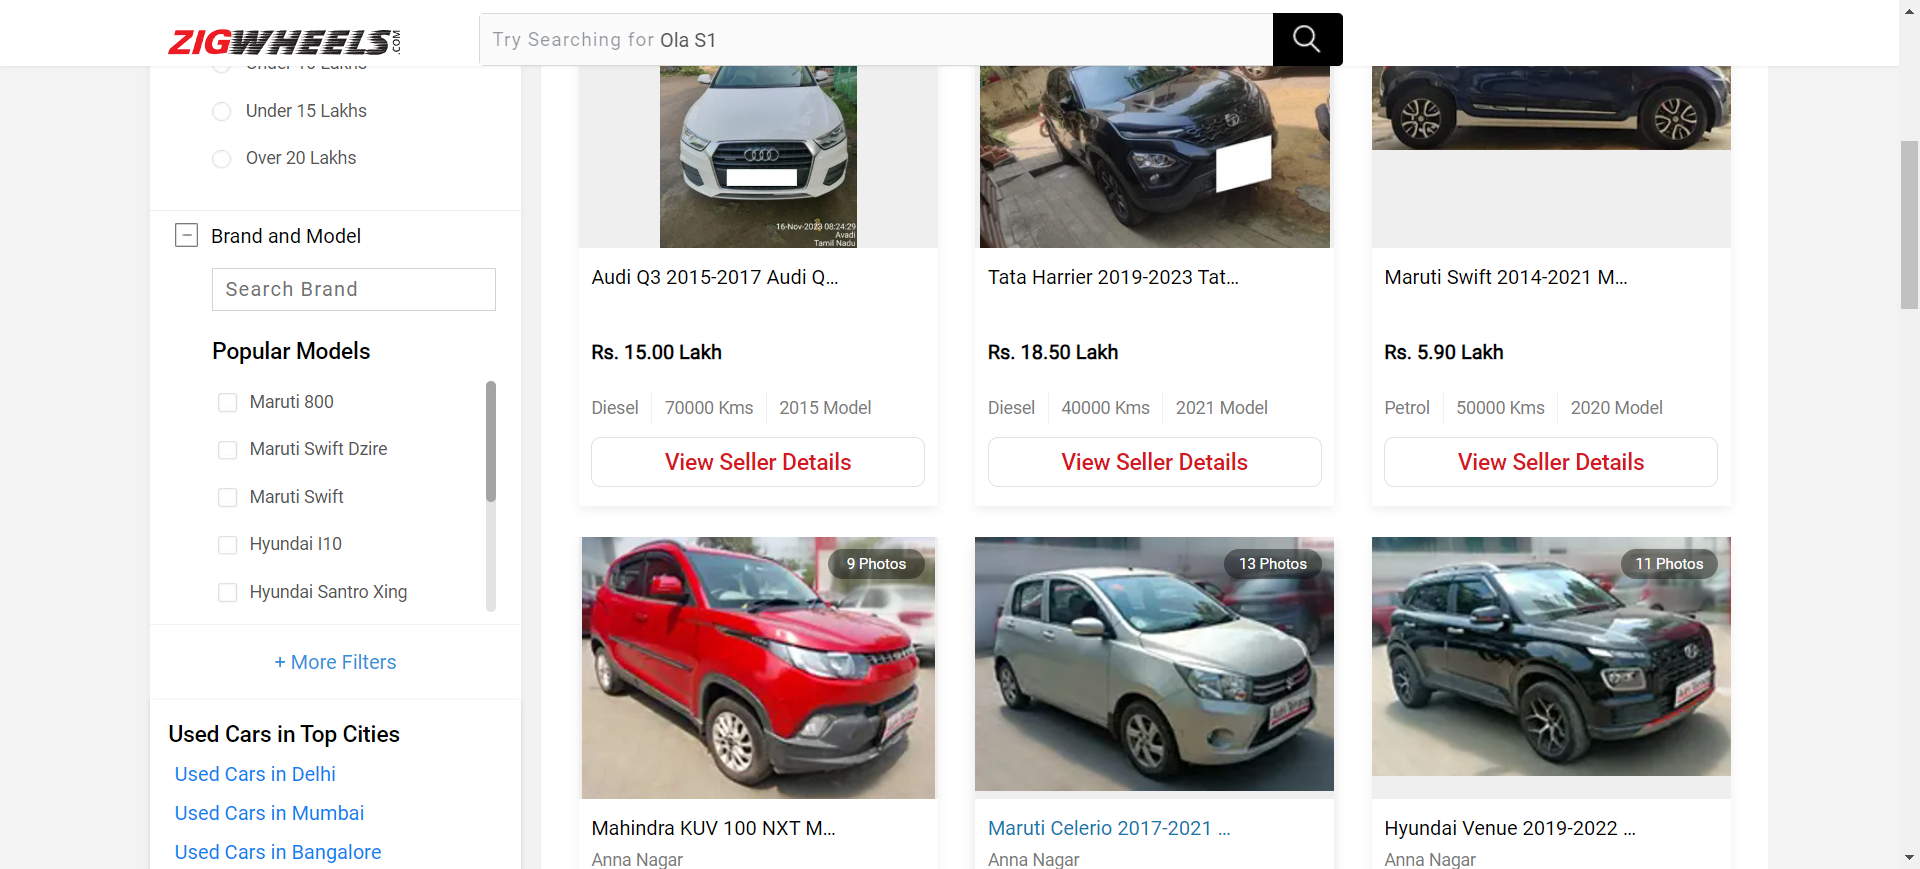 ZIGWHEELS.COM
Try Searching for Ola S1
Under 15 Lakhs
Over 20 Lakhs
Brand and Model
Search Brand
Popular Models
Maruti 800
Maruti Swift Dzire
Maruti Swift
Hyundai I10
Hyundai Santro Xing
+ More Filters
Used Cars in Top Cities
Used Cars in Delhi
Used Cars in Mumbai
Used Cars in Bangalore
16-Nov-2023 08:24:29
Avadi
Tamil Nadu
Audi Q3 2015-2017 Audi Q...
Rs. 15.00 Lakh
Diesel 70000 Kms 2015 Model
View Seller Details
Tata Harrier 2019-2023 Tat...
Rs. 18.50 Lakh
Diesel 40000 Kms 2021 Model
View Seller Details
Maruti Swift 2014-2021 M...
Rs. 5.90 Lakh
Petrol 50000 Kms 2020 Model
View Seller Details
9 Photos
Mahindra KUV 100 NXT M...
Anna Nagar
13 Photos
Maruti Celerio 2017-2021 ...
Anna Nagar
11 Photos
Hyundai Venue 2019-2022 ...
Anna Nagar